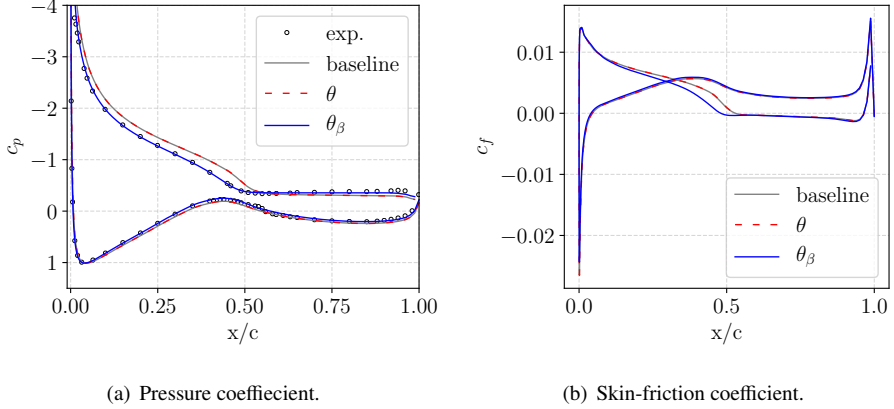 −4
−3
−2
−1
0
1
c_p
exp.
baseline
θ
θ_β
0.00 0.25 0.50 0.75 1.00
x/c
(a) Pressure coeffiecient.
0.01
0.00
−0.01
−0.02
c_f
baseline
θ
θ_β
0.0 0.5 1.0
x/c
(b) Skin-friction coefficient.